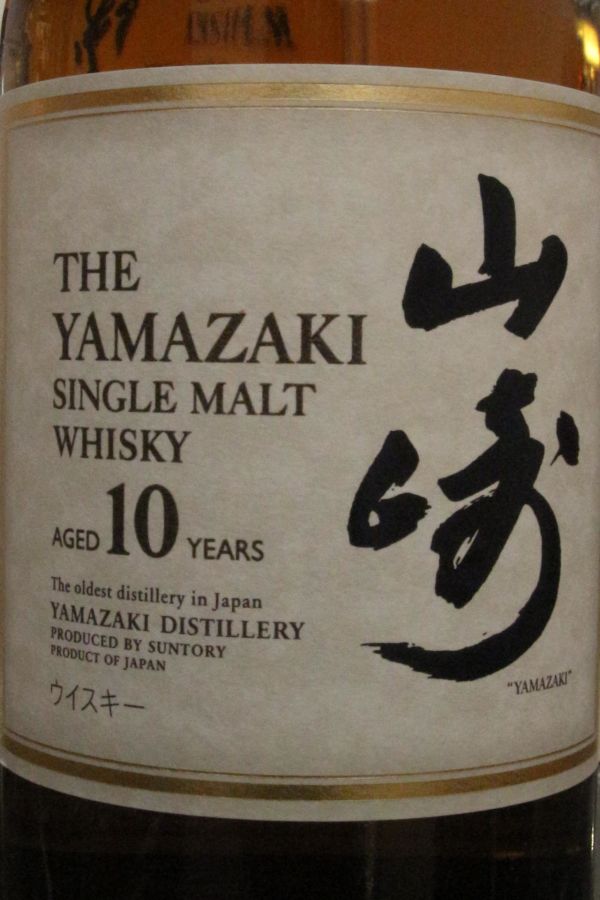 THE
YAMAZAKI
SINGLE MALT
WHISKY
AGED 10 YEARS
The oldest distillery in Japan
YAMAZAKI DISTILLERY
PRODUCED BY SUNTORY
PRODUCT OF JAPAN
ウイスキー
山崎
"YAMAZAKI"